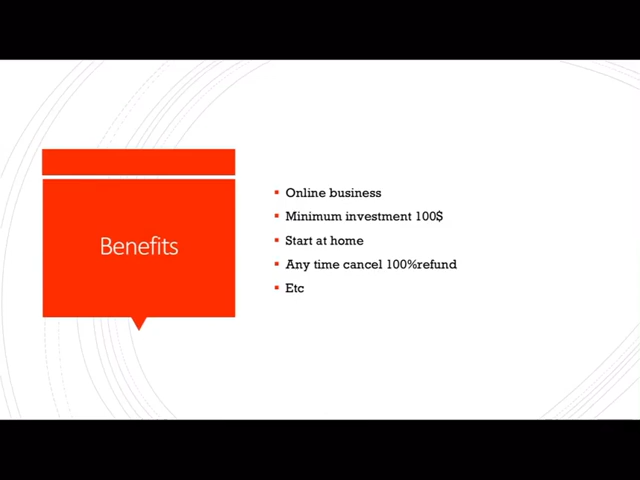 Benefits
Online business
Minimum investment 100$
Start at home
Any time cancel 100%refund
Etc